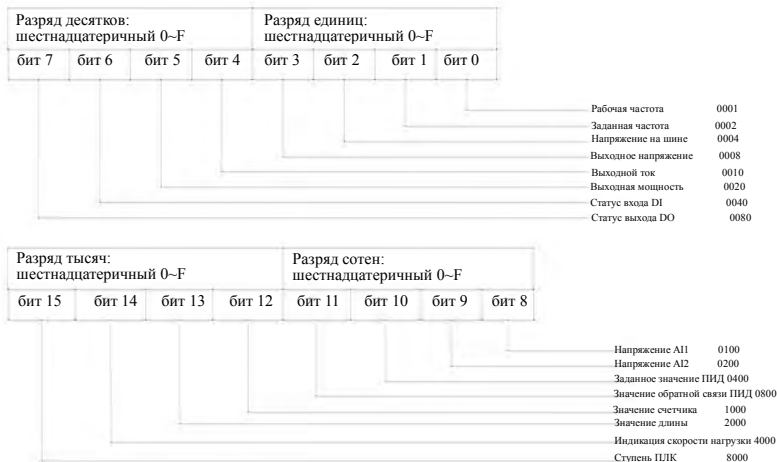 Разряд десятков: Разряд единиц:
шестнадцатеричный 0~F шестнадцатеричный 0~F
бит 7 бит 6 бит 5 бит 4 бит 3 бит 2 бит 1 бит 0
Рабочая частота 0001
Заданная частота 0002
Напряжение на шине 0004
Выходное напряжение 0008
Выходной ток 0010
Выходная мощность 0020
Статус входа DI 0040
Статус выхода DO 0080
Разряд тысяч: Разряд сотен:
шестнадцатеричный 0~F шестнадцатеричный 0~F
бит 15 бит 14 бит 13 бит 12 бит 11 бит 10 бит 9 бит 8
Напряжение AI1 0100
Напряжение AI2 0200
Заданное значение ПИД 0400
Значение обратной связи ПИД 0800
Значение счетчика 1000
Значение длины 2000
Индикация скорости нагрузки 4000
Ступень ПЛК 8000